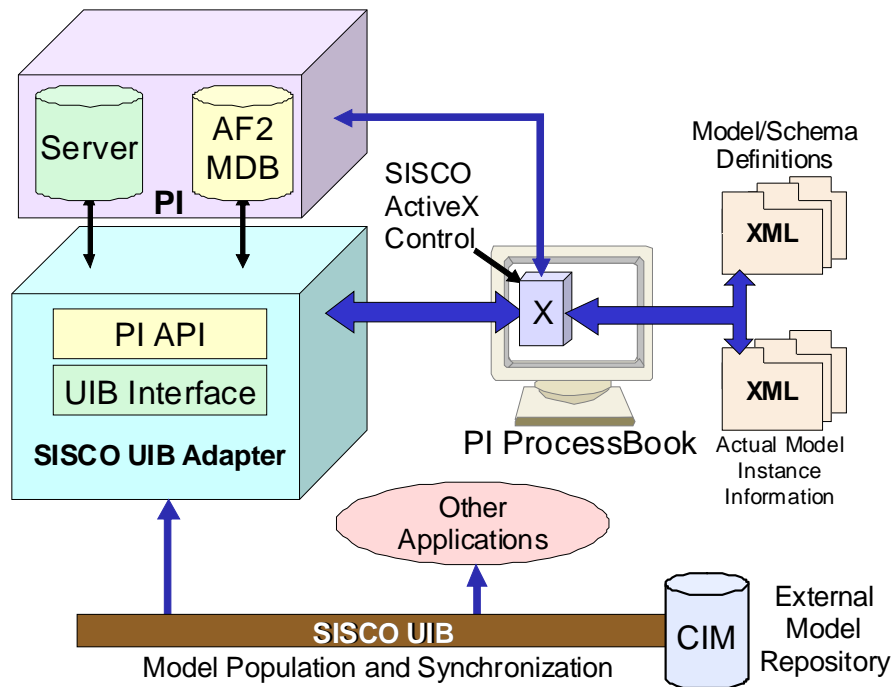 Server
AF2
MDB
PI
SISCO
ActiveX
Control
Model/Schema
Definitions
XML
X
PI API
UIB Interface
SISCO UIB Adapter
PI ProcessBook
XML
Actual Model
Instance
Information
Other
Applications
SISCO UIB
Model Population and Synchronization
CIM
External
Model
Repository